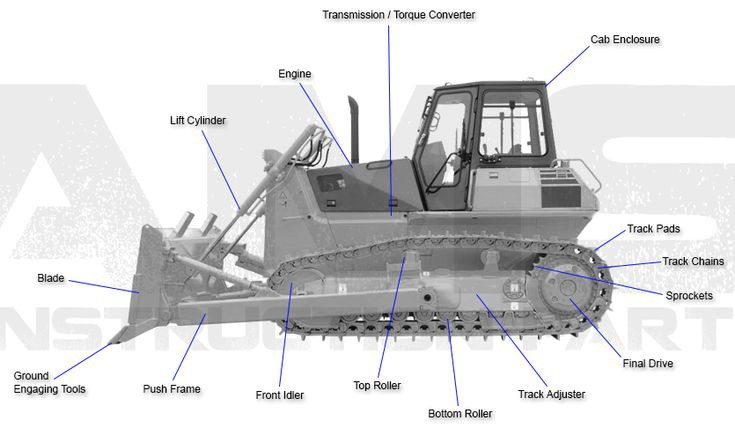 Transmission / Torque Converter
Cab Enclosure
Engine
Lift Cylinder
Track Pads
Track Chains
Blade
Sprockets
Final Drive
Ground
Engaging Tools
Push Frame
Front Idler
Top Roller
Track Adjuster
Bottom Roller